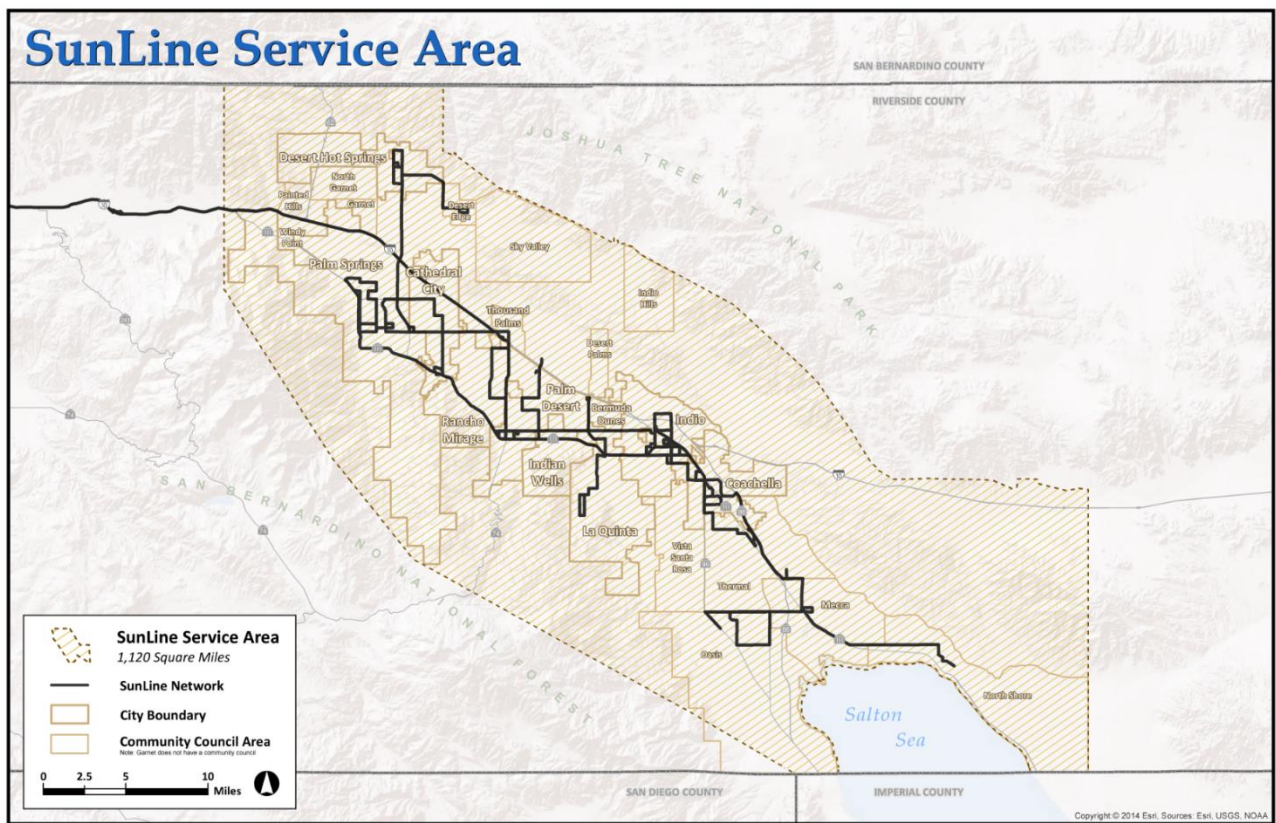 SunLine Service Area
SAN BERNARDINO COUNTY
RIVERSIDE COUNTY
JOSHUA TREE NATIONAL PARK
Desert Hot Springs
North
Garnet
Painted
Hills
Garnet
Desert
Edge
Windy
Point
Sky Valley
Palm Springs
Cathedral
City
Indio
Hills
Thousand
Palms
Desert
Palms
Palm
Desert
Bermuda
Dunes
Rancho
Mirage
Indio
Indian
Wells
Coachella
SAN BERNARDINO NATIONAL FOREST
La Quinta
Vista
Santa
Rosa
Thermal
Mecca
Oasis
North Shore
Salton
Sea
SunLine Service Area
1,120 Square Miles
SunLine Network
City Boundary
Community Council Area
Note: Garnet does not have a community council
0 2.5 5 10
Miles
SAN DIEGO COUNTY
IMPERIAL COUNTY
Copyright © 2014 Esri, Sources: Esri, USGS, NOAA